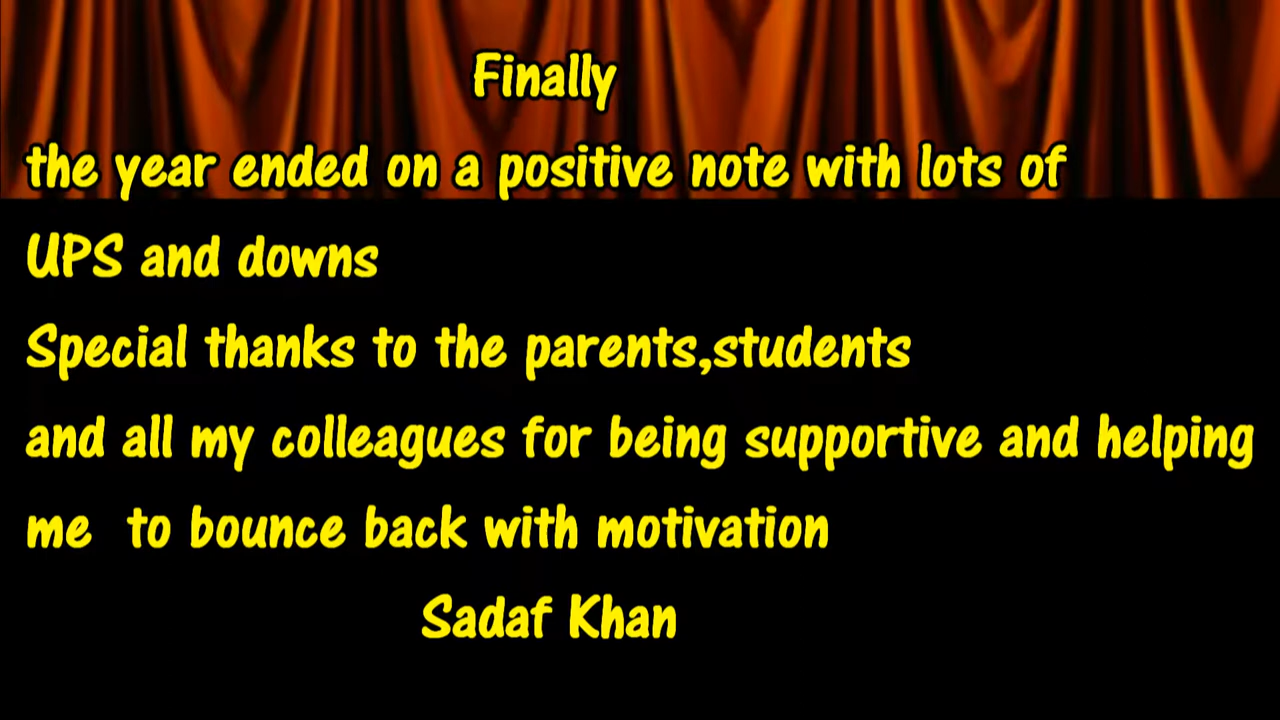 Finally
the year ended on a positive note with lots of
UPS and downs
Special thanks to the parents,students
and all my colleagues for being supportive and helping
me  to bounce back with motivation
Sadaf Khan